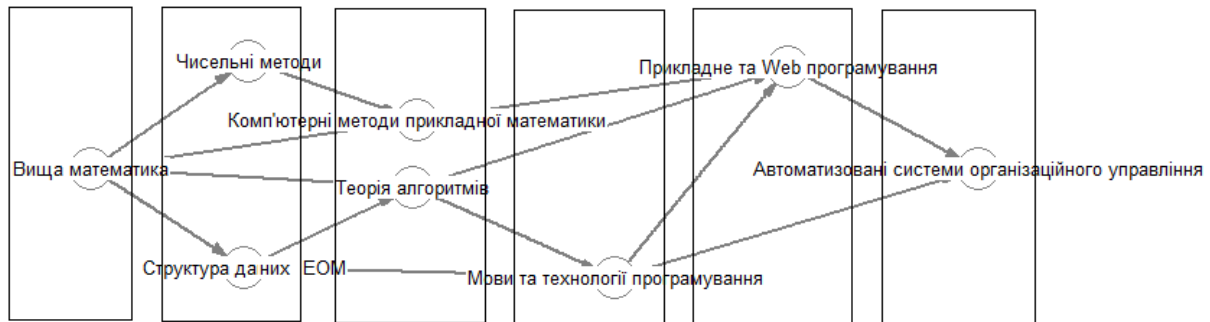 Чисельні методи
Прикладне та Web програмування
Комп'ютерні методи прикладної математики
Вища математика
Автоматизовані системи організаційного управління
Теорія алгоритмів
Структура даних ЕОМ
Мови та технології програмування